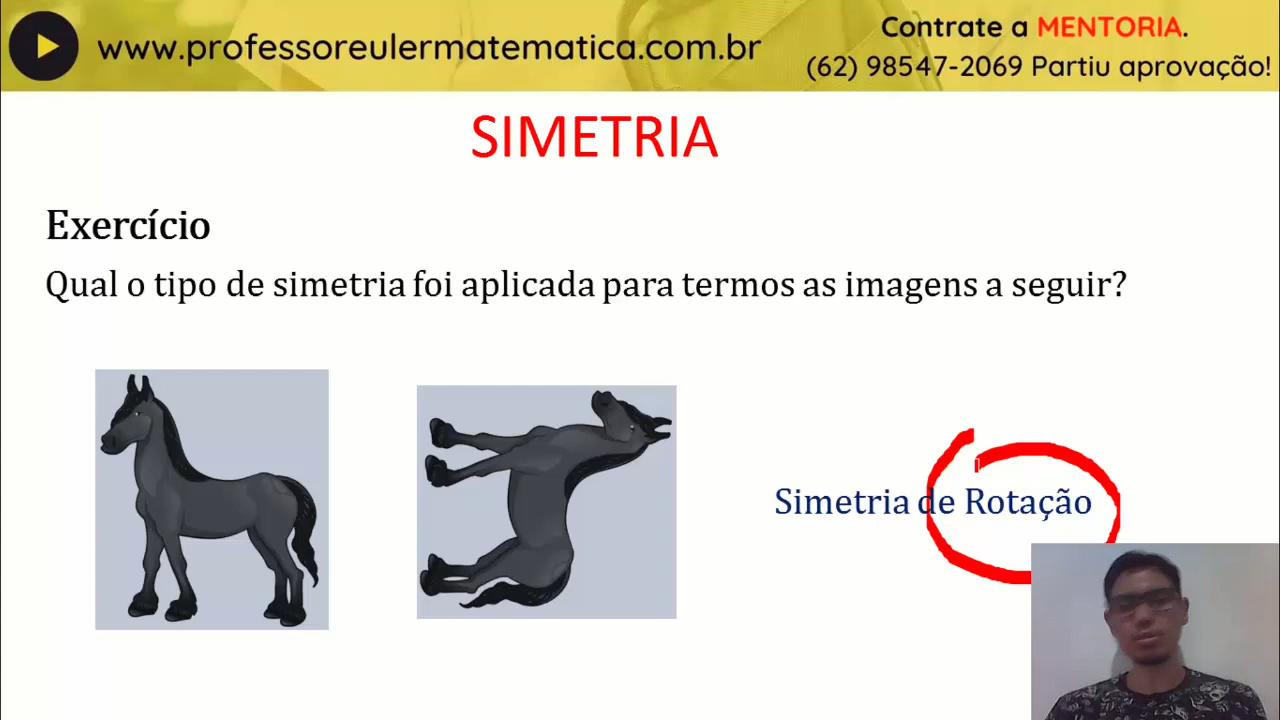 www.professoreulermatematica.com.br
Contrate a MENTORIA.
(62) 98547-2069 Partiu aprovação!
SIMETRIA
Exercício
Qual o tipo de simetria foi aplicada para termos as imagens a seguir?
Simetria de Rotação